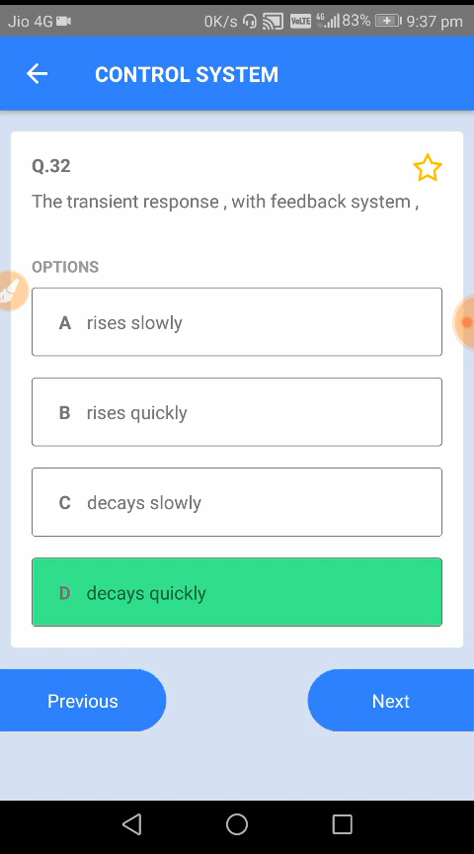 Jio 4G 0K/s VoLTE 4G 83% 9:37 pm
CONTROL SYSTEM
Q.32
The transient response , with feedback system ,
OPTIONS
A rises slowly
B rises quickly
C decays slowly
D decays quickly
Previous Next